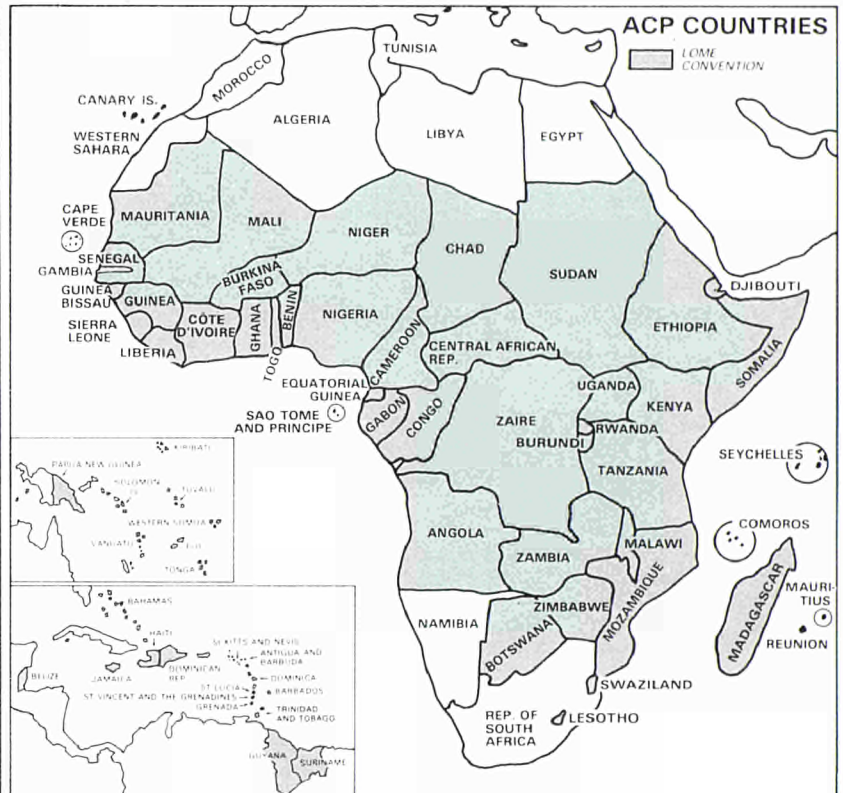 ACP COUNTRIES
LOME
CONVENTION
TUNISIA
MOROCCO
CANARY IS.
ALGERIA
LIBYA
EGYPT
WESTERN
SAHARA
CAPE
VERDE
MAURITANIA
MALI
NIGER
CHAD
SUDAN
SENEGAL
GAMBIA
BURKINA
FASO
DJIBOUTI
GUINEA
BISSAU
GUINEA
CÔTE
D'IVOIRE
GHANA
TOGO
BENIN
NIGERIA
CAMEROON
CENTRAL AFRICAN
REP.
ETHIOPIA
SOMALIA
SIERRA
LEONE
LIBERIA
EQUATORIAL
GUINEA
SAO TOME
AND PRINCIPE
GABON
CONGO
ZAIRE
UGANDA
KENYA
RWANDA
BURUNDI
TANZANIA
SEYCHELLES
COMOROS
ANGOLA
ZAMBIA
MALAWI
MOZAMBIQUE
MADAGASCAR
MAURI-
TIUS
REUNION
NAMIBIA
ZIMBABWE
BOTSWANA
SWAZILAND
REP. OF
SOUTH
AFRICA
LESOTHO
KIRIBATI
PAPUA NEW GUINEA
SOLOMON
TUVALU
WESTERN SAMOA
VANUATU
FIJI
TONGA
BAHAMAS
HAITI
ST KITTS AND NEVIS
ANTIGUA AND
BARBUDA
BELIZE
JAMAICA
DOMINICAN
REP
DOMINICA
ST LUCIA
BARBADOS
ST VINCENT AND THE GRENADINES
GRENADA
TRINIDAD
AND TOBAGO
GUYANA
SURINAME